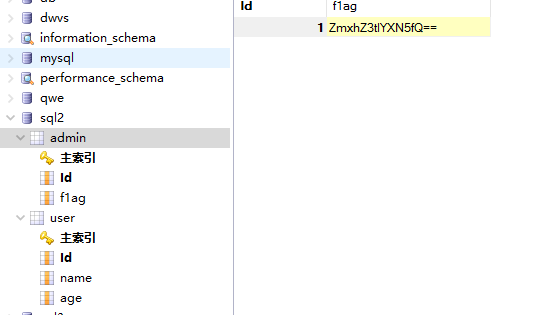 dwvs
information_schema
mysql
performance_schema
qwe
sql2
admin
主索引
Id
f1ag
user
主索引
Id
name
age
Id f1ag
1 ZmxhZ3tlYXN5fQ==